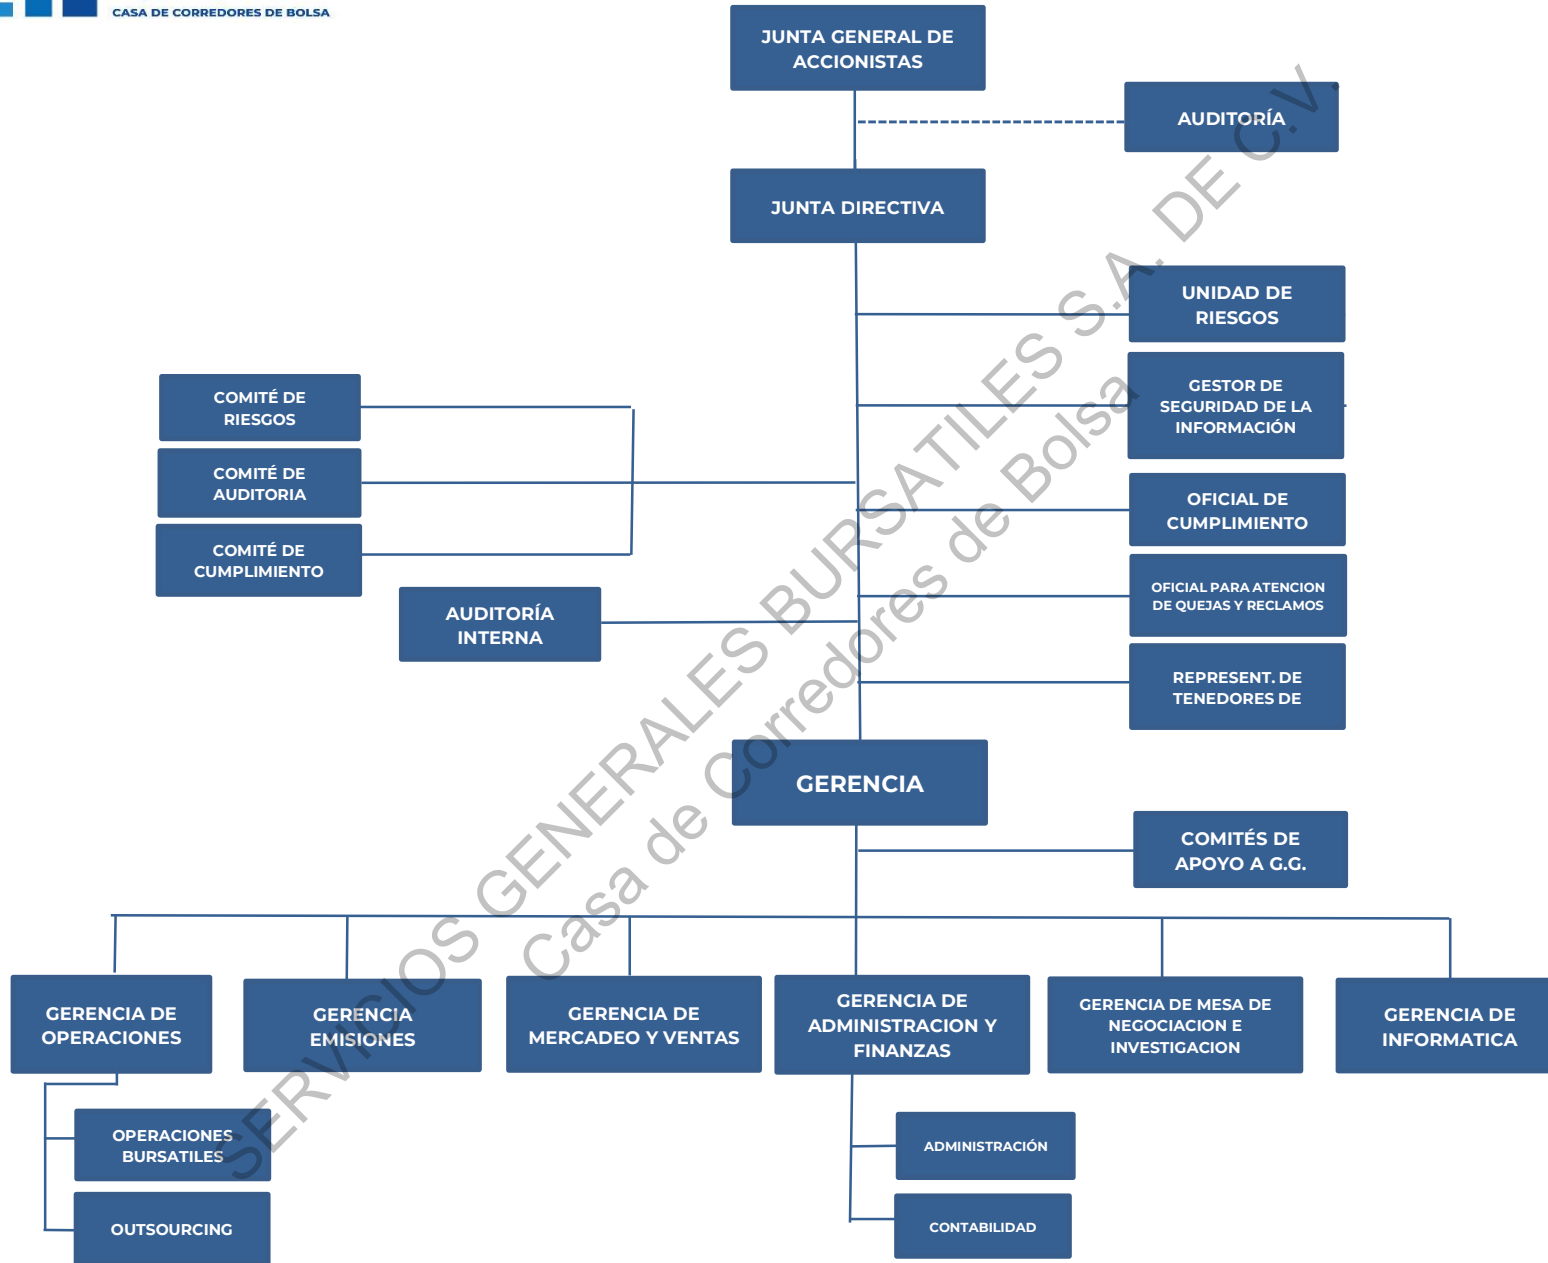 CASA DE CORREDORES DE BOLSA
JUNTA GENERAL DE
ACCIONISTAS
AUDITORÍA
JUNTA DIRECTIVA
UNIDAD DE
RIESGOS
GESTOR DE
SEGURIDAD DE LA
INFORMACIÓN
COMITÉ DE
RIESGOS
COMITÉ DE
AUDITORIA
OFICIAL DE
CUMPLIMIENTO
COMITÉ DE
CUMPLIMIENTO
OFICIAL PARA ATENCION
DE QUEJAS Y RECLAMOS
AUDITORÍA
INTERNA
REPRESENT. DE
TENEDORES DE
GERENCIA
COMITÉS DE
APOYO A G.G.
GERENCIA DE
OPERACIONES
GERENCIA
EMISIONES
GERENCIA DE
MERCADEO Y VENTAS
GERENCIA DE
ADMINISTRACION Y
FINANZAS
GERENCIA DE MESA DE
NEGOCIACION E
INVESTIGACION
GERENCIA DE
INFORMATICA
OPERACIONES
BURSATILES
OUTSOURCING
ADMINISTRACIÓN
CONTABILIDAD
SERVICIOS GENERALES BURSATILES S.A. DE C.V.
Casa de Corredores de Bolsa